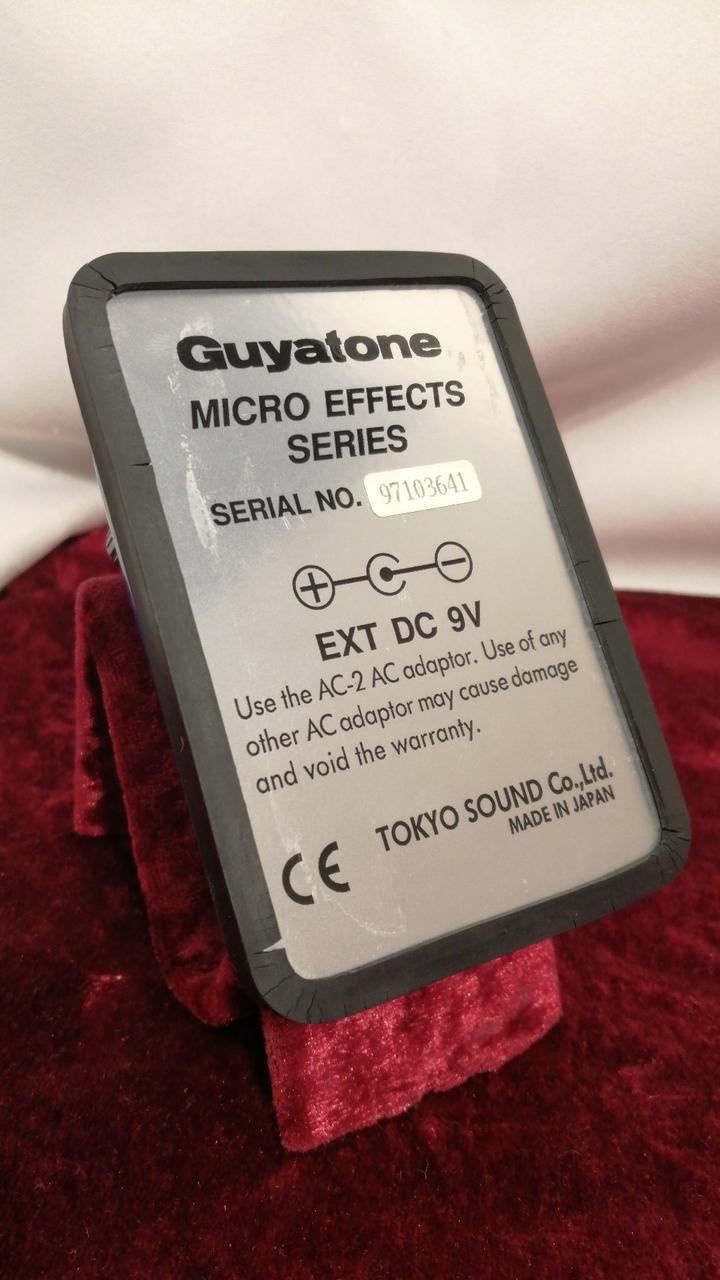 Guyatone
MICRO EFFECTS
SERIES
SERIAL NO. 97103641
EXT DC 9V
Use the AC-2 AC adaptor. Use of any
other AC adaptor may cause damage
and void the warranty.
TOKYO SOUND Co.,Ltd.
MADE IN JAPAN
CE